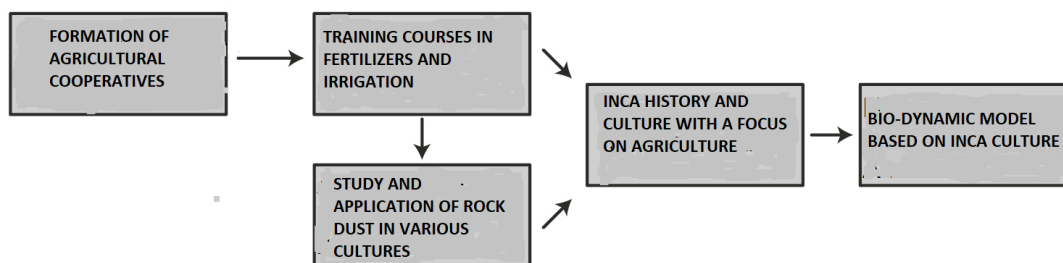 FORMATION OF
AGRICULTURAL
COOPERATIVES
TRAINING COURSES IN
FERTILIZERS AND
IRRIGATION
STUDY AND
APPLICATION OF ROCK
DUST IN VARIOUS
CULTURES
INCA HISTORY AND
CULTURE WITH A FOCUS
ON AGRICULTURE
BIO-DYNAMIC MODEL
BASED ON INCA CULTURE